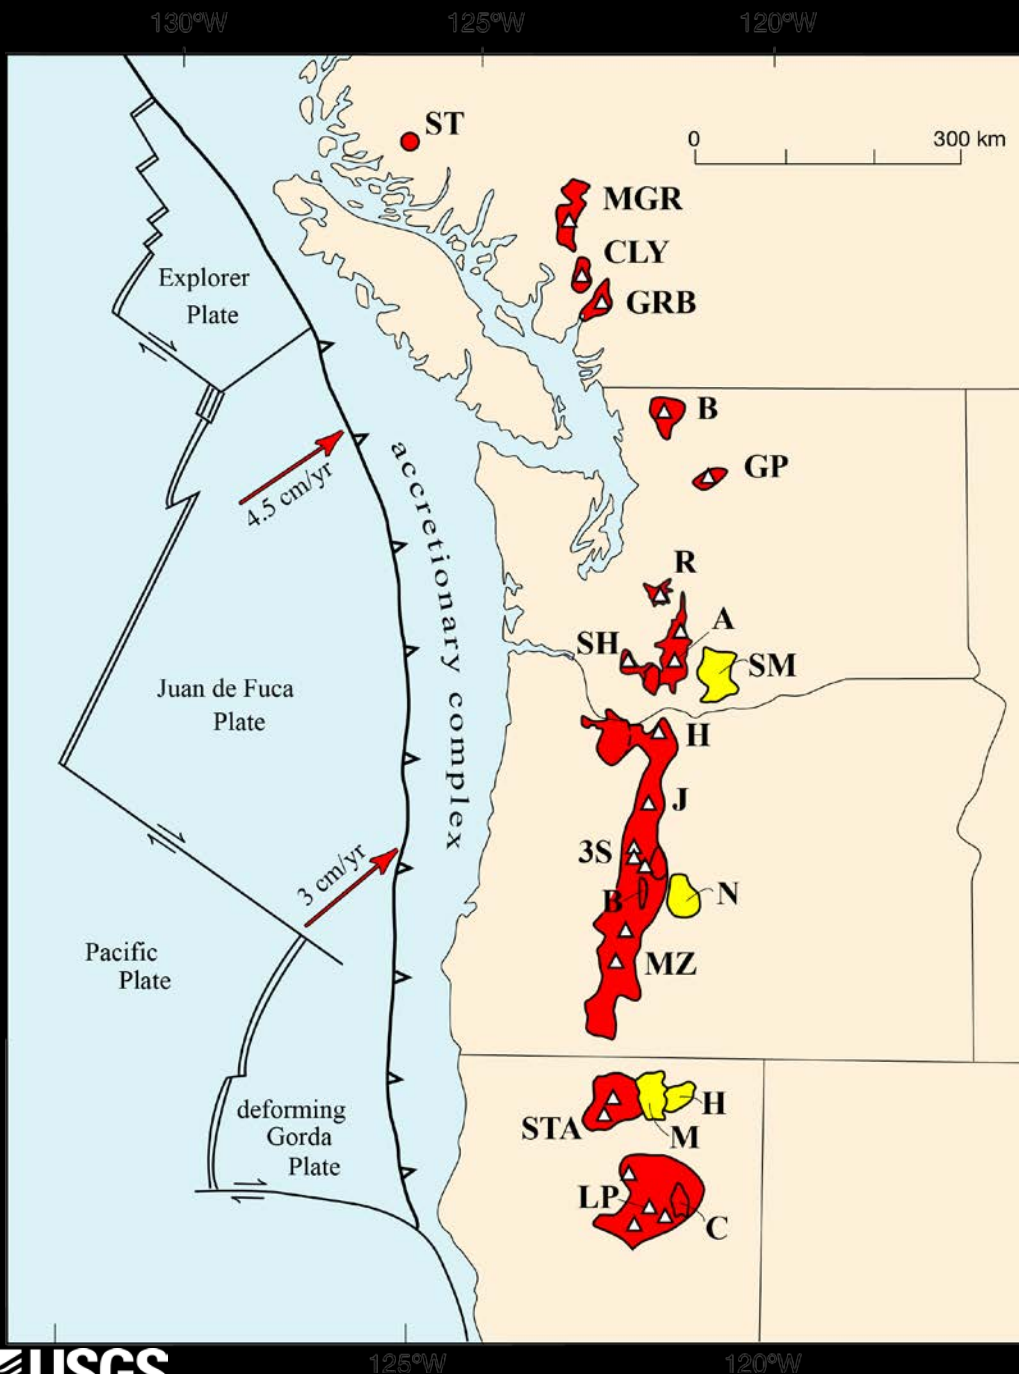 130°W
125°W
120°W
ST
0
300 km
MGR
CLY
GRB
Explorer
Plate
B
GP
4.5 cm/yr
accretionary complex
R
A
SH
SM
Juan de Fuca
Plate
H
J
3S
3 cm/yr
B
N
Pacific
Plate
MZ
deforming
Gorda
Plate
H
M
STA
LP
C
USGS
125°W
120°W